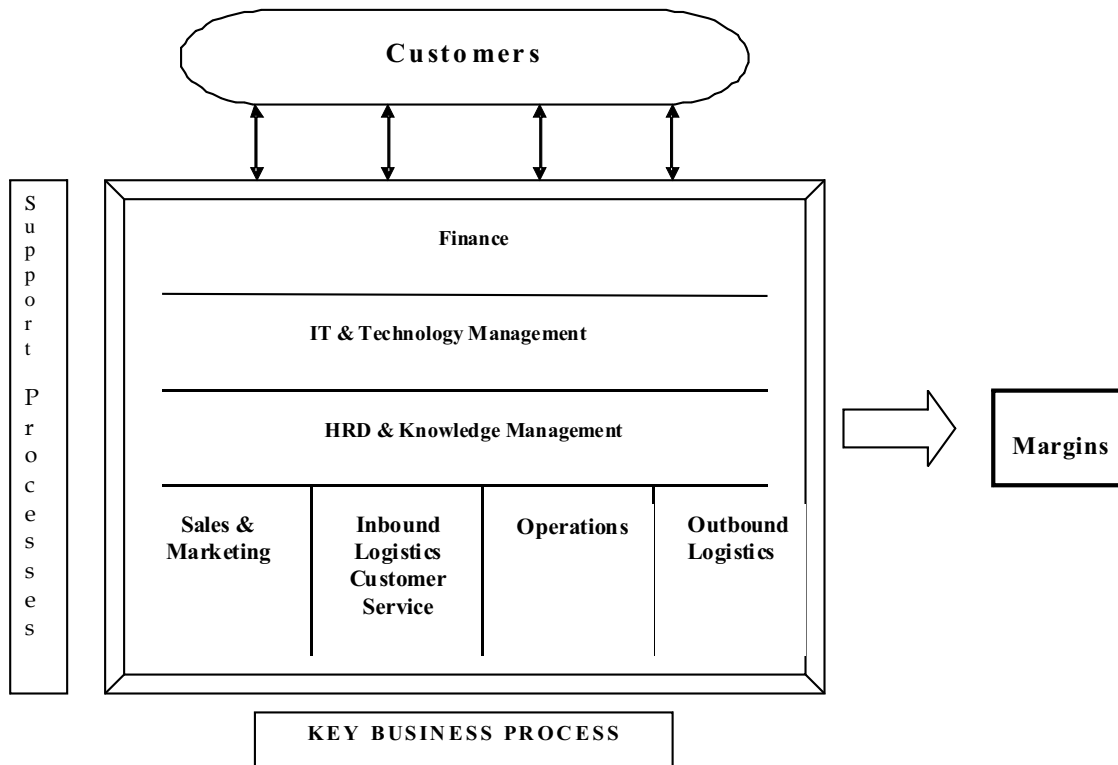 Customers
Support Processes
Finance
IT & Technology Management
HRD & Knowledge Management
Margins
Sales &
Marketing
Inbound
Logistics
Customer
Service
Operations
Outbound
Logistics
KEY BUSINESS PROCESS